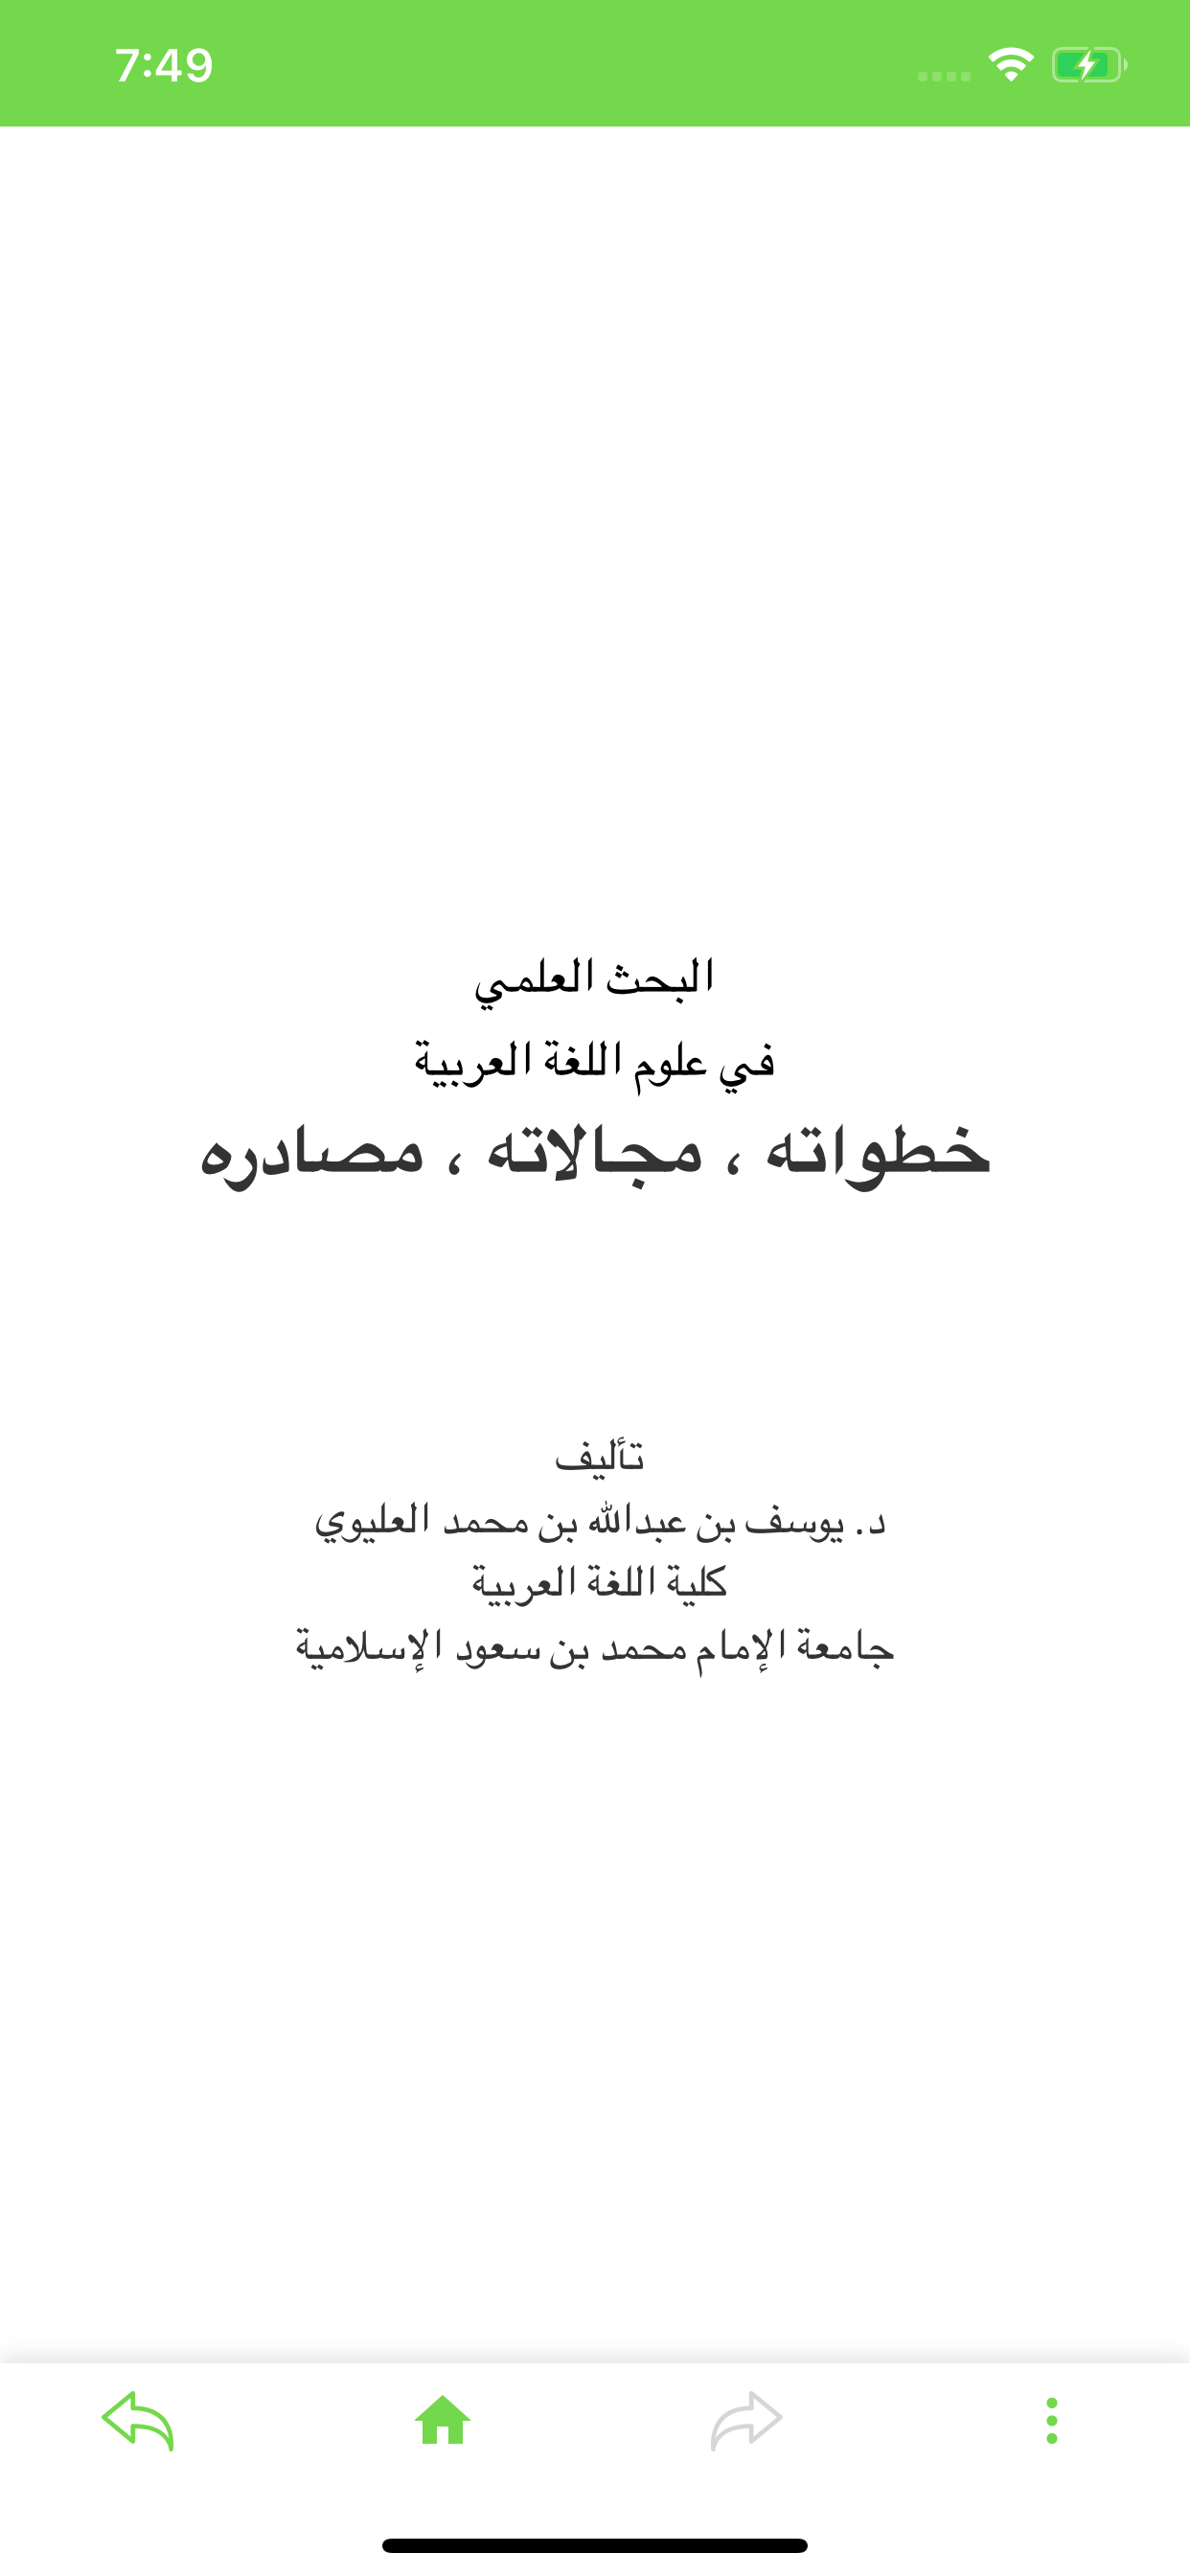 7:49
البحث العلمي
في علوم اللغة العربية
خطواته ، مجالاته ، مصادره
تأليف
د. يوسف بن عبدالله بن محمد العليوي
كلية اللغة العربية
جامعة الإمام محمد بن سعود الإسلامية